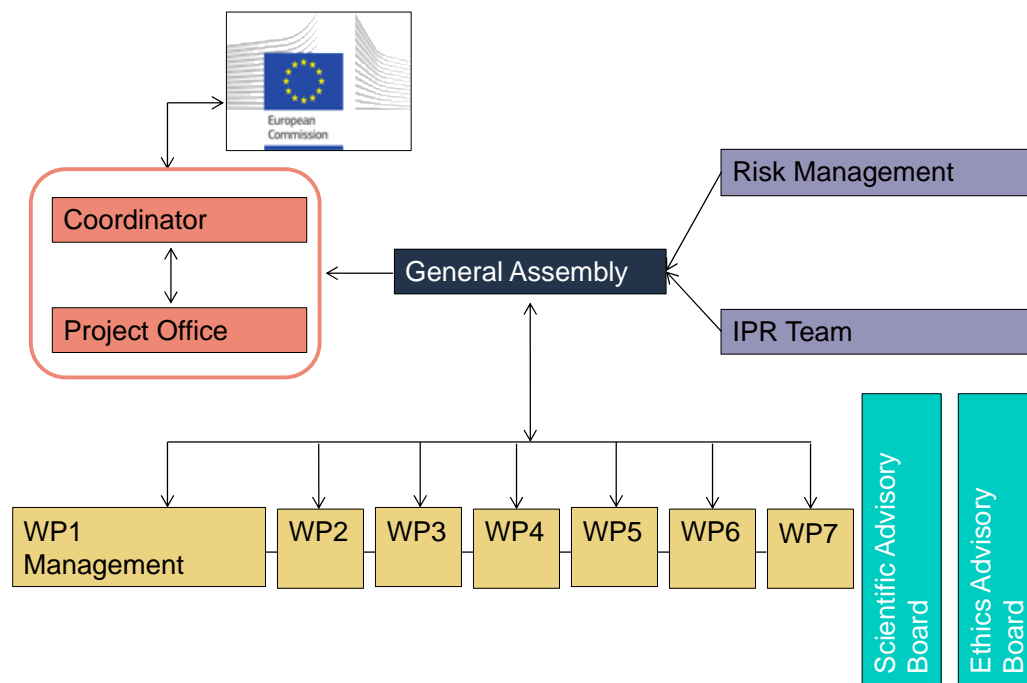 European
Commission
Risk Management
Coordinator
General Assembly
Project Office
IPR Team
WP1
Management
WP2
WP3
WP4
WP5
WP6
WP7
Scientific Advisory
Board
Ethics Advisory
Board